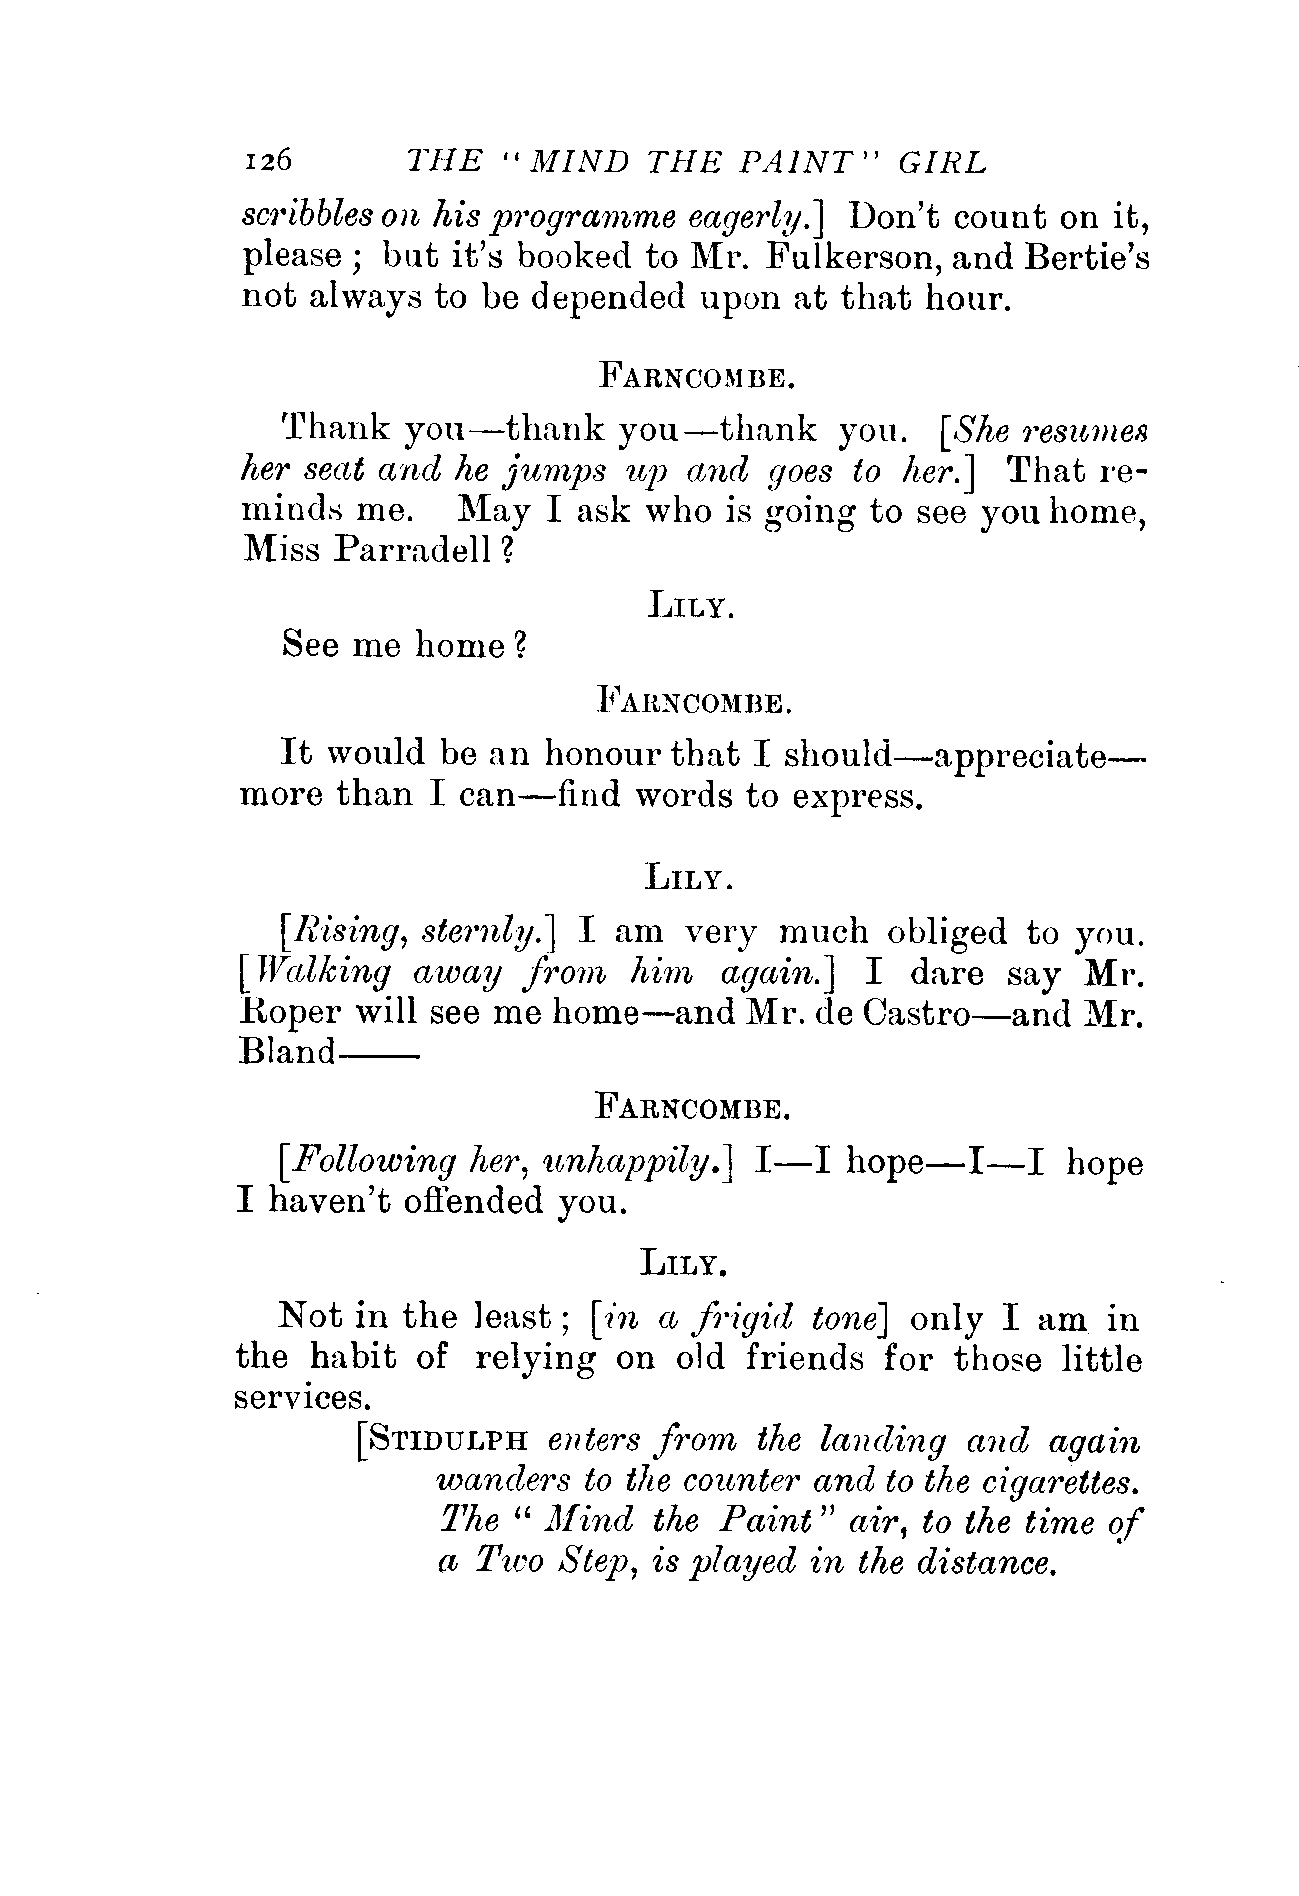 126 THE "MIND THE PAINT" GIRL
scribbles on his programme eagerly.] Don't count on it,
please; but it's booked to Mr. Fulkerson, and Bertie's
not always to be depended upon at that hour.
FARNCOMBE.
Thank you—thank you—thank you. [She resumes
her seat and he jumps up and goes to her.] That re-
minds me. May I ask who is going to see you home,
Miss Parradell?
LILY.
See me home?
FARNCOMBE.
It would be an honour that I should—appreciate—
more than I can—find words to express.
LILY.
[Rising, sternly.] I am very much obliged to you.
[Walking away from him again.] I dare say Mr.
Roper will see me home—and Mr. de Castro—and Mr.
Bland——
FARNCOMBE.
[Following her, unhappily.] I—I hope—I—I hope
I haven't offended you.
LILY.
Not in the least; [in a frigid tone] only I am in
the habit of relying on old friends for those little
services.
[STIDULPH enters from the landing and again
wanders to the counter and to the cigarettes.
The "Mind the Paint" air, to the time of
a Two Step, is played in the distance.